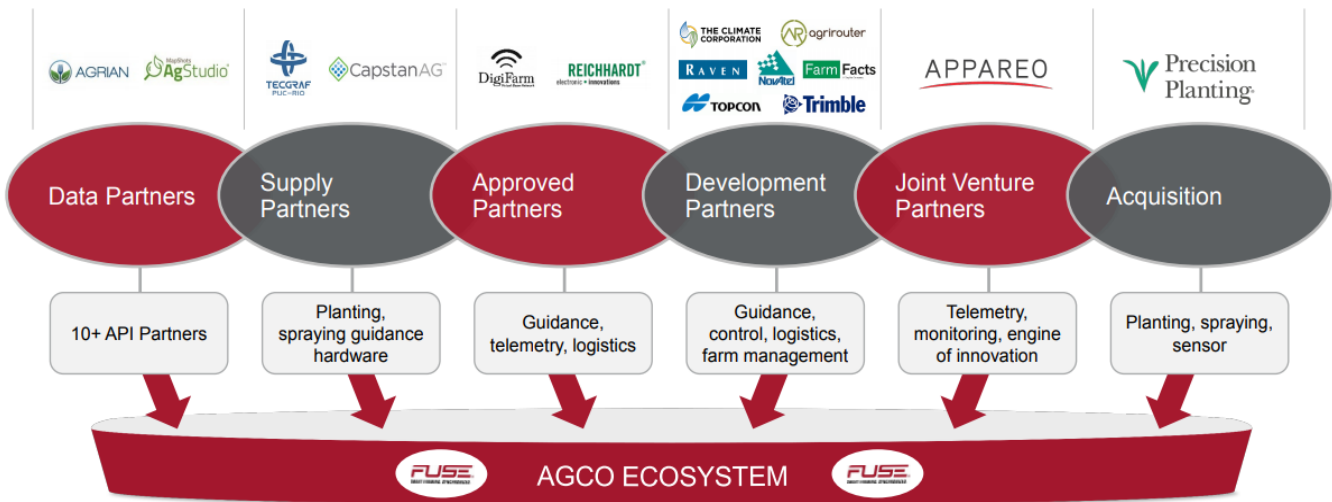 AGRIAN
MapShots
AgStudio
TECGRAF
PUC-RIO
CapstanAG™
DigiFarm
REICHHARDT®
electronic • innovations
THE CLIMATE
CORPORATION
AR agrirouter
RAVEN
NovAtel
Farm Facts
TOPCON
Trimble
APPAREO
Precision
Planting
Data Partners
Supply
Partners
Approved
Partners
Development
Partners
Joint Venture
Partners
Acquisition
10+ API Partners
Planting,
spraying guidance
hardware
Guidance,
telemetry, logistics
Guidance,
control, logistics,
farm management
Telemetry,
monitoring, engine
of innovation
Planting, spraying,
sensor
FUSE
AGCO ECOSYSTEM
FUSE